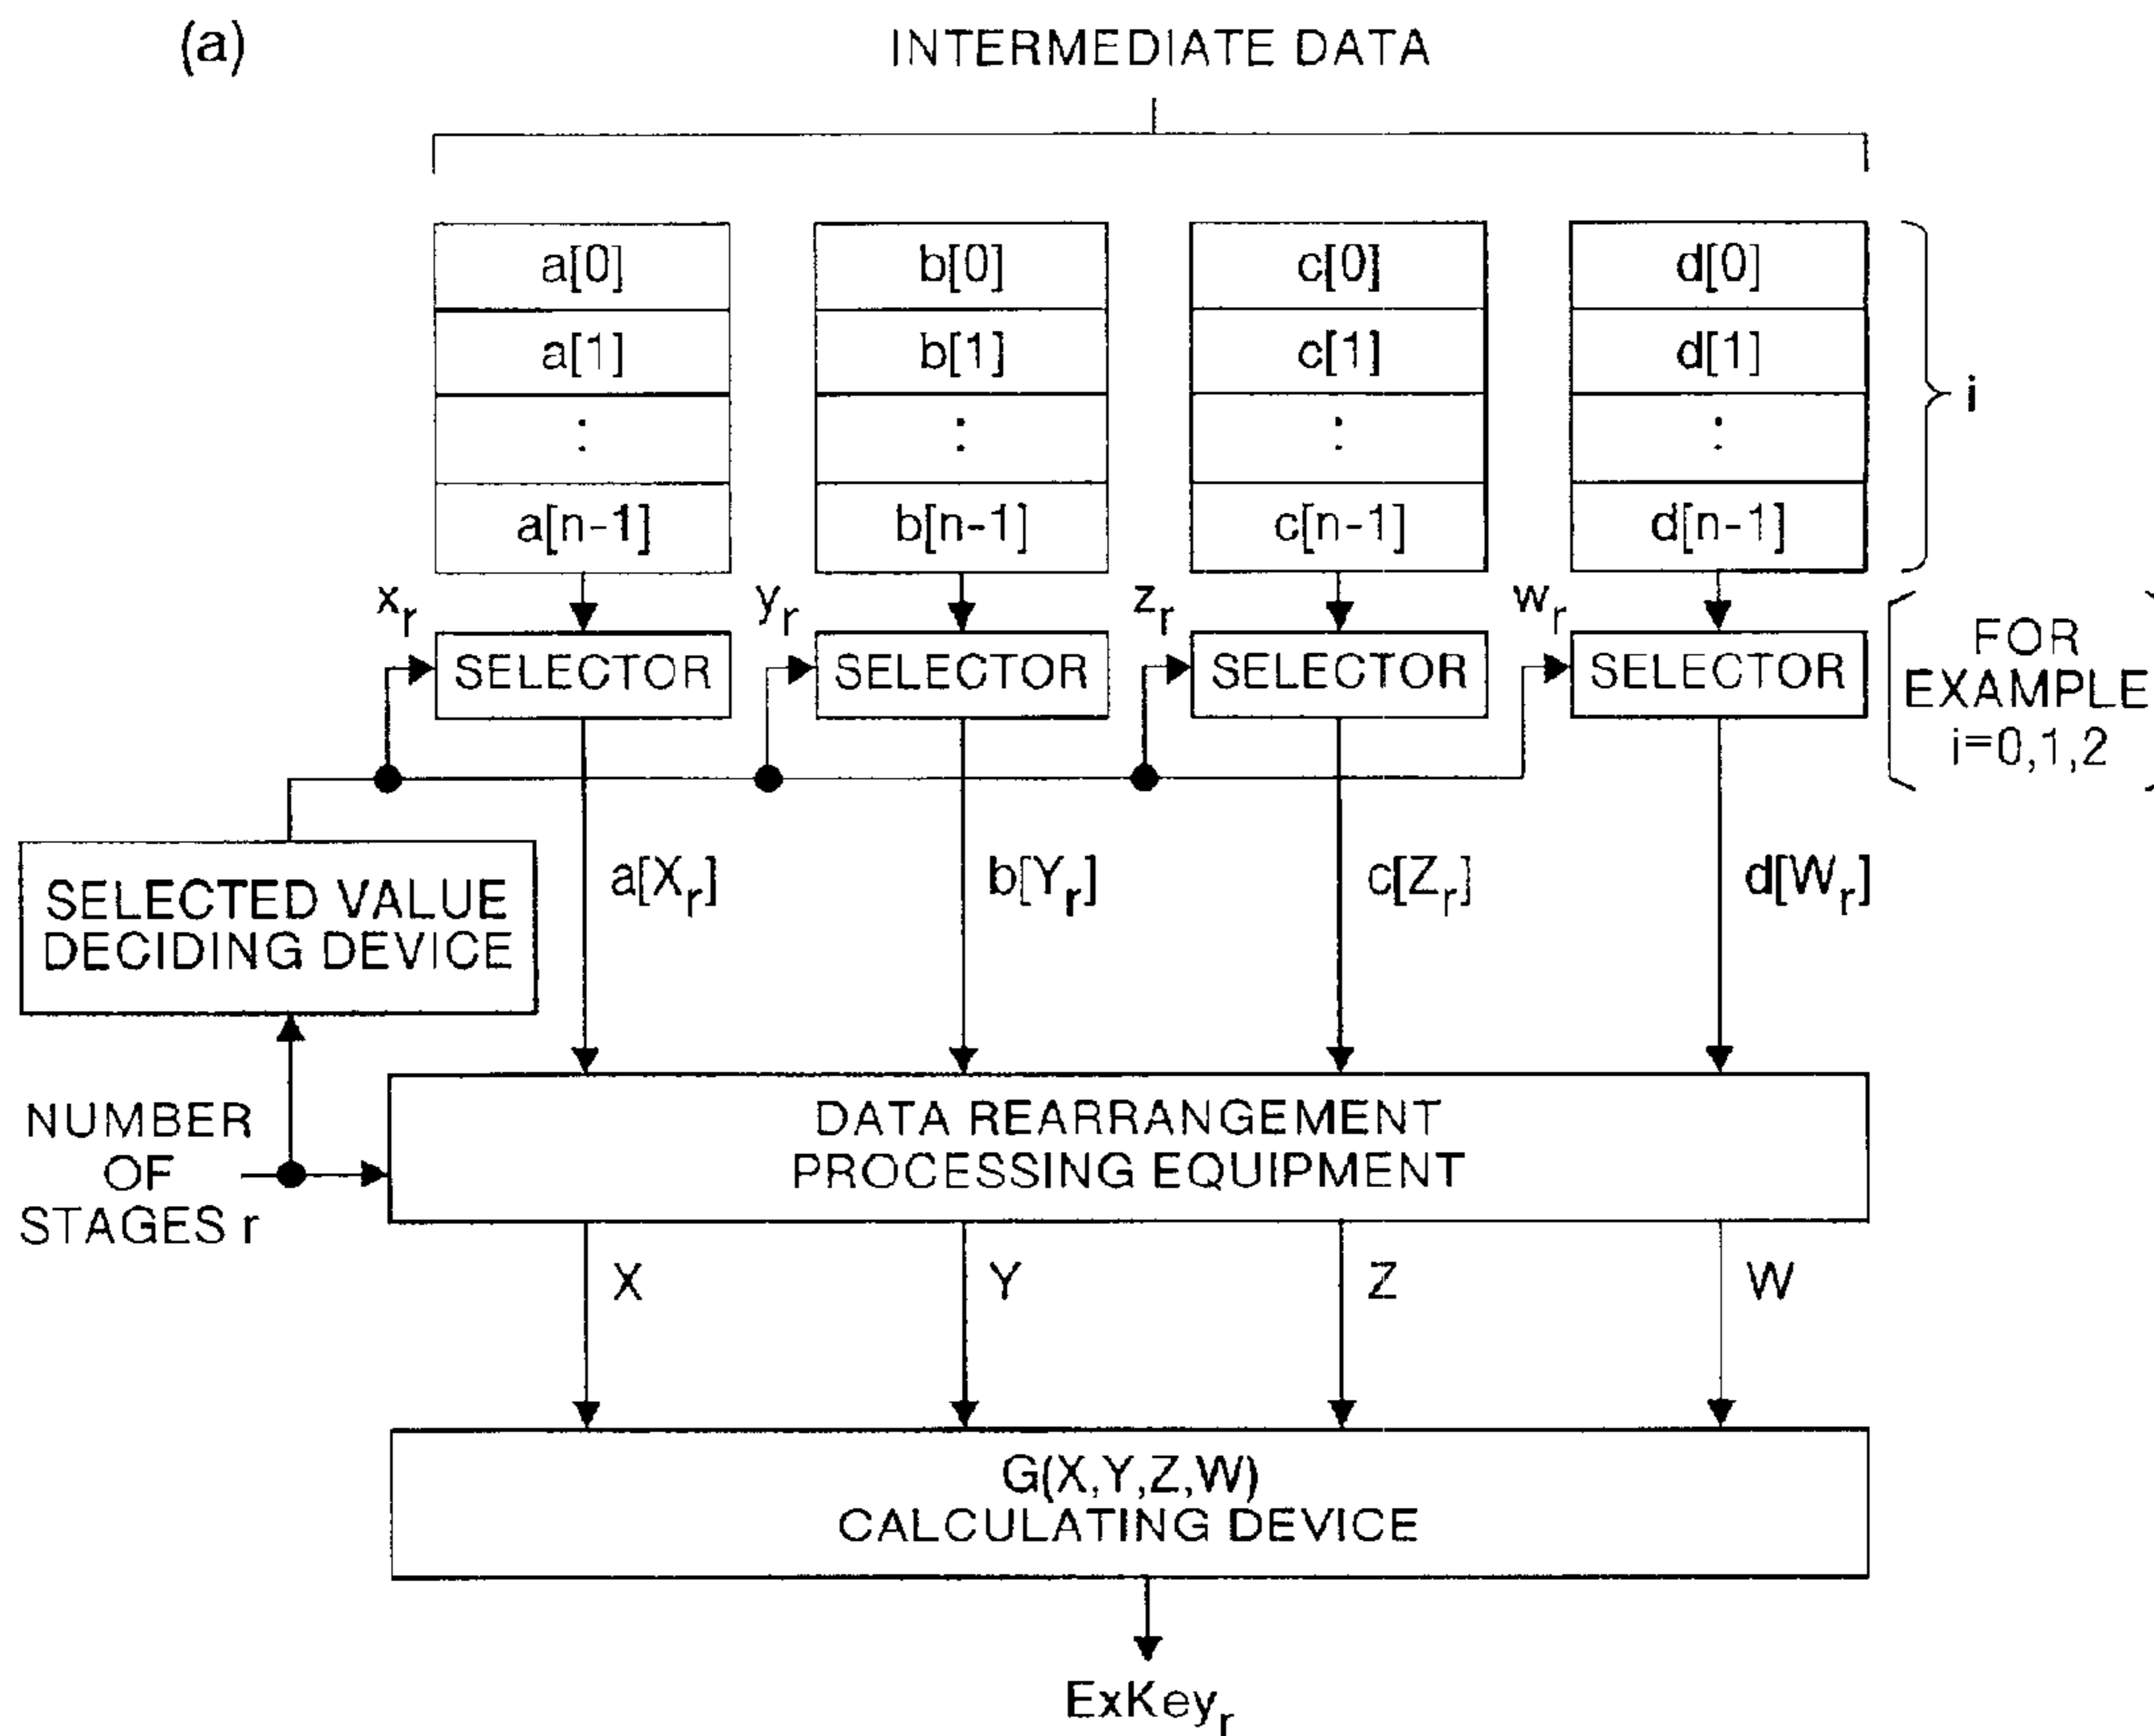 (a)
INTERMEDIATE DATA
a[0] b[0] c[0] d[0]
a[1] b[1] c[1] d[1]
: : : :
a[n-1] b[n-1] c[n-1] d[n-1]
i
xr yr zr wr
SELECTOR SELECTOR SELECTOR SELECTOR
FOR
EXAMPLE
i=0,1,2
SELECTED VALUE
DECIDING DEVICE
a[Xr] b[Yr] c[Zr] d[Wr]
NUMBER
OF
STAGES r
DATA REARRANGEMENT
PROCESSING EQUIPMENT
X Y Z W
G(X,Y,Z,W)
CALCULATING DEVICE
ExKeyr